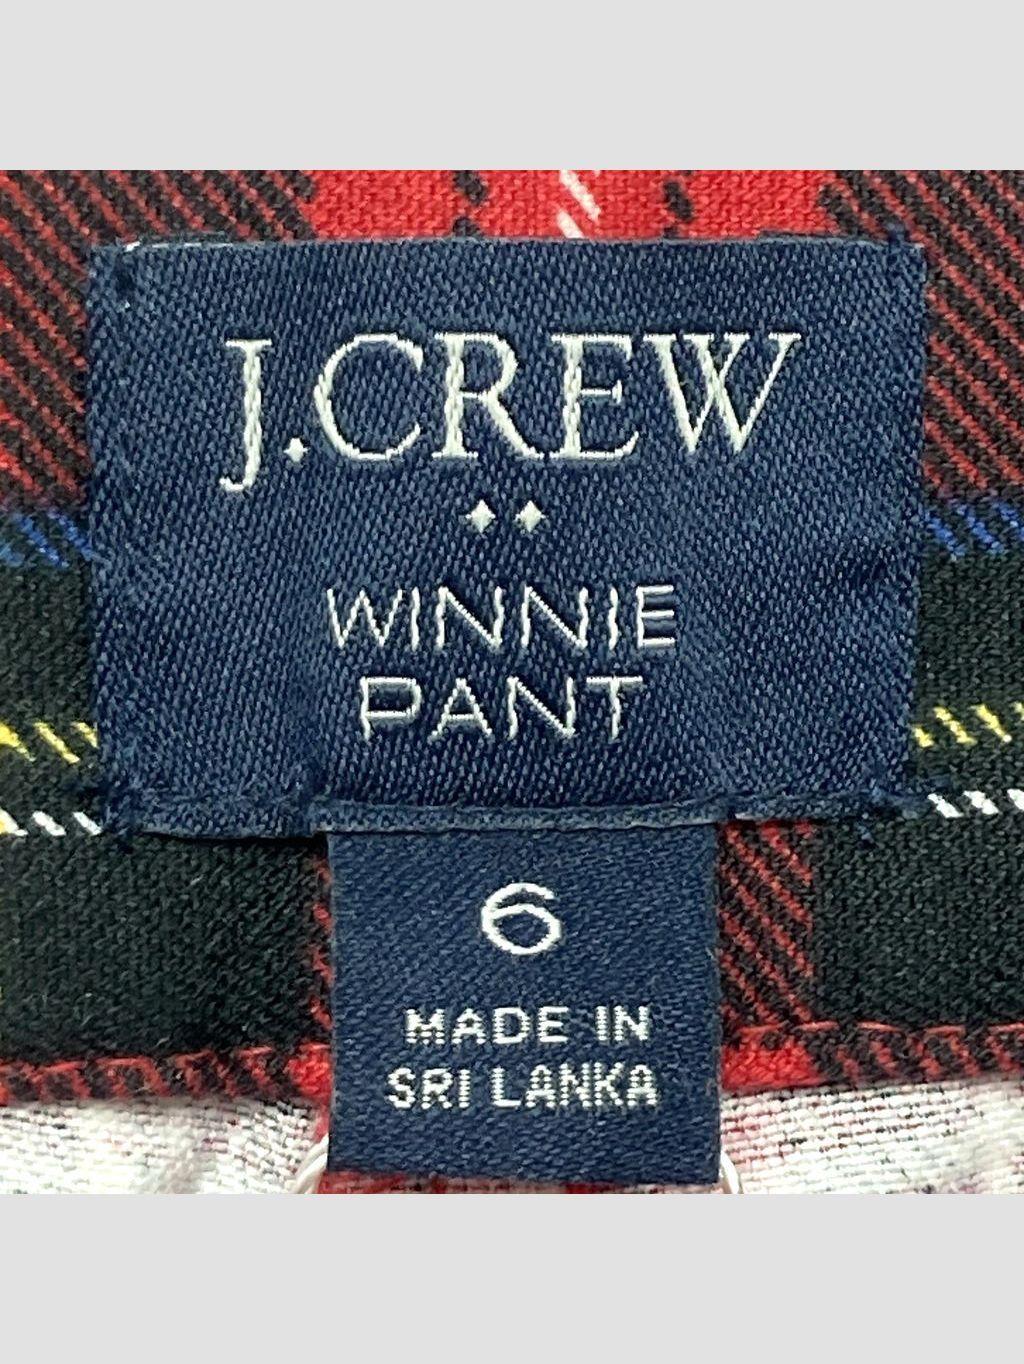 J.CREW
WINNIE
PANT
6
MADE IN
SRI LANKA